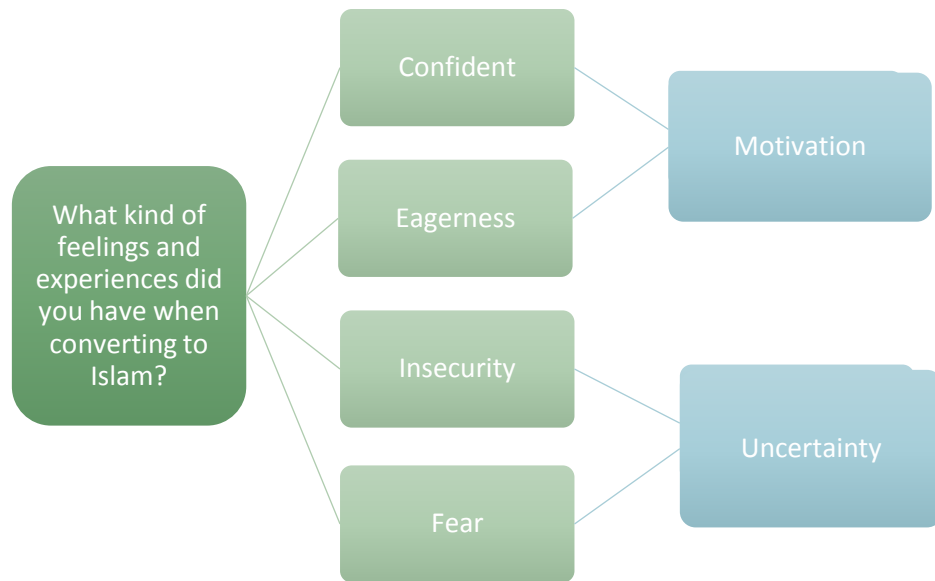 What kind of
feelings and
experiences did
you have when
converting to
Islam?
Confident
Eagerness
Insecurity
Fear
Motivation
Uncertainty